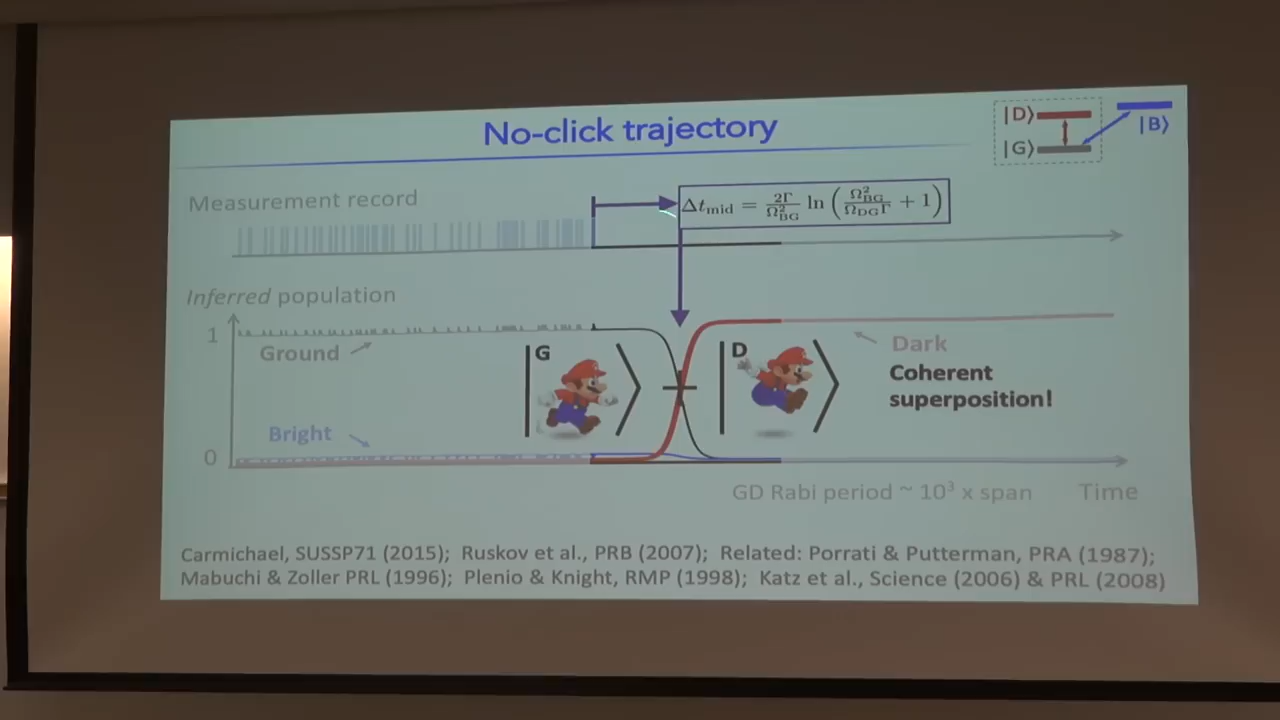 No-click trajectory
|D⟩
|G⟩
|B⟩
Measurement record
Δt_mid = 2Γ/Ω²_BG ln (Ω²_BG/Ω_DG Γ + 1)
Inferred population
1
Ground
|G⟩
+
|D⟩
Dark
Coherent
superposition!
Bright
0
GD Rabi period ~ 10³ x span
Time
Carmichael, SUSSP71 (2015); Ruskov et al., PRB (2007); Related: Porrati & Putterman, PRA (1987);
Mabuchi & Zoller PRL (1996); Plenio & Knight, RMP (1998); Katz et al., Science (2006) & PRL (2008)